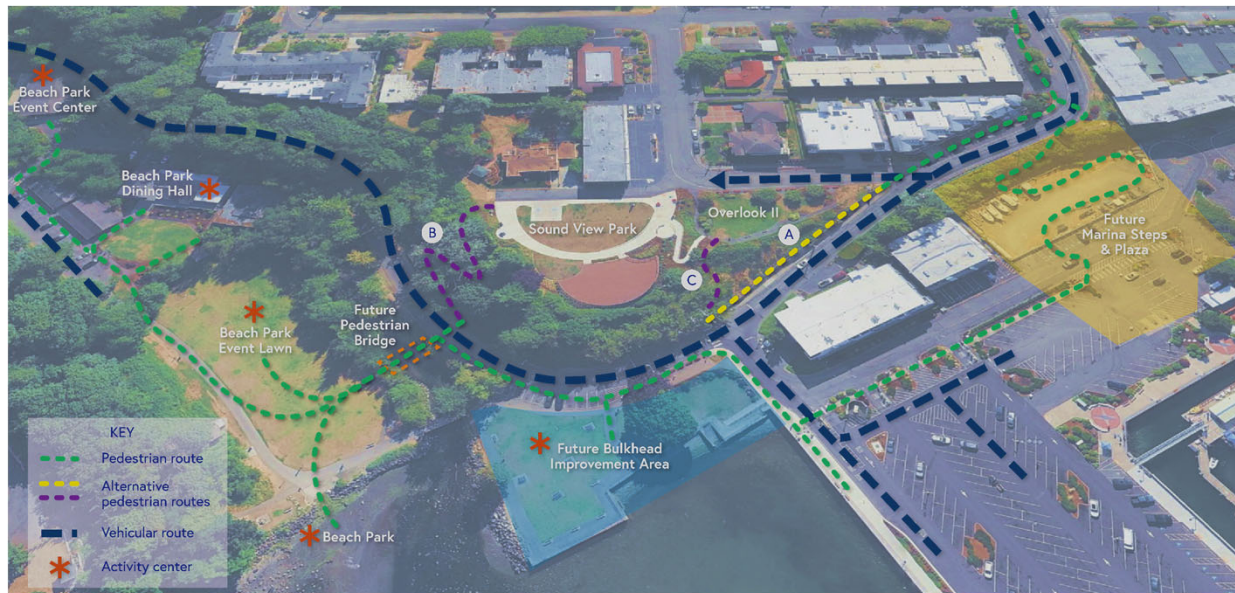 Beach Park
Event Center
Beach Park
Dining Hall
B
Sound View Park
Overlook II
A
C
Future
Marina Steps
& Plaza
Future
Pedestrian
Bridge
Beach Park
Event Lawn
Future Bulkhead
Improvement Area
Beach Park
KEY
Pedestrian route
Alternative
pedestrian routes
Vehicular route
Activity center